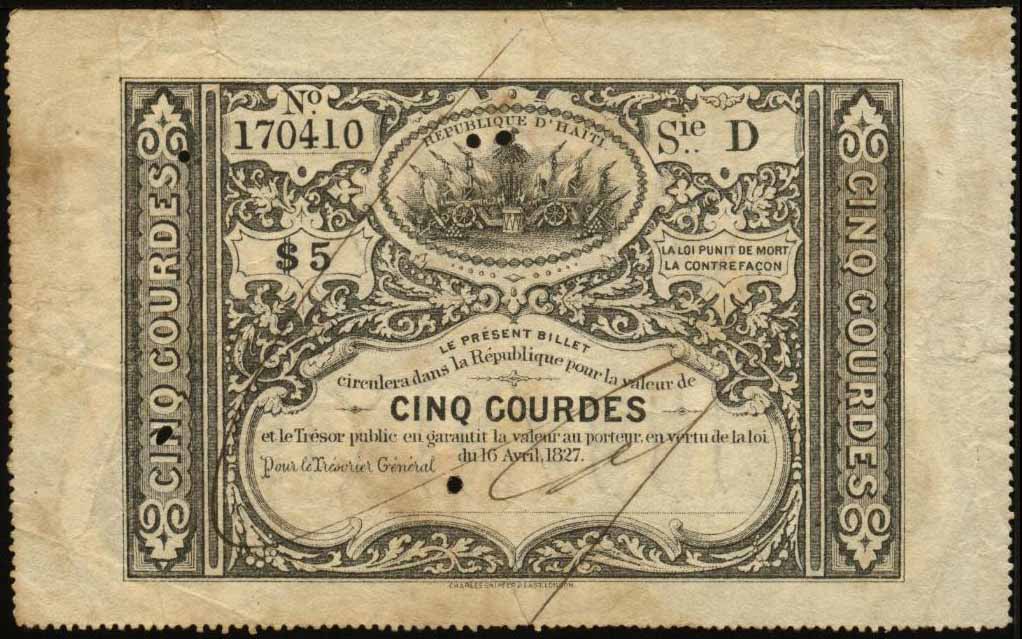 No.
170410
RÉPUBLIQUE D'HAITI
Sie.. D
CINQ GOURDES
CINQ GOURDES
$ 5
LA LOI PUNIT DE MORT
LA CONTREFAÇON
LE PRÉSENT BILLET
circulera dans la République pour la valeur de
CINQ GOURDES
et le Trésor public en garantit la valeur au porteur, en vertu de la loi
du 16 Avril, 1827.
Pour le Trésorier Général
LONDON